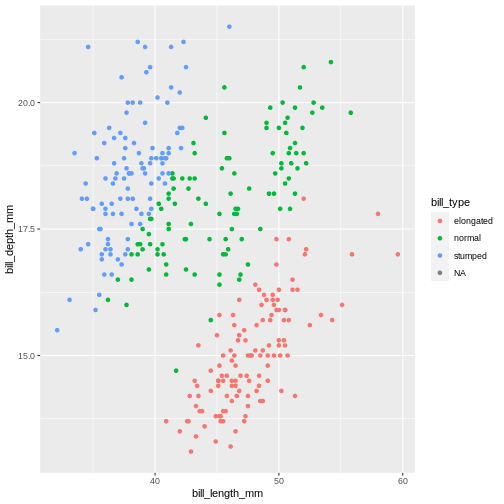 20.0
17.5
15.0
bill_depth_mm
40
50
60
bill_length_mm
bill_type
elongated
normal
stumped
NA